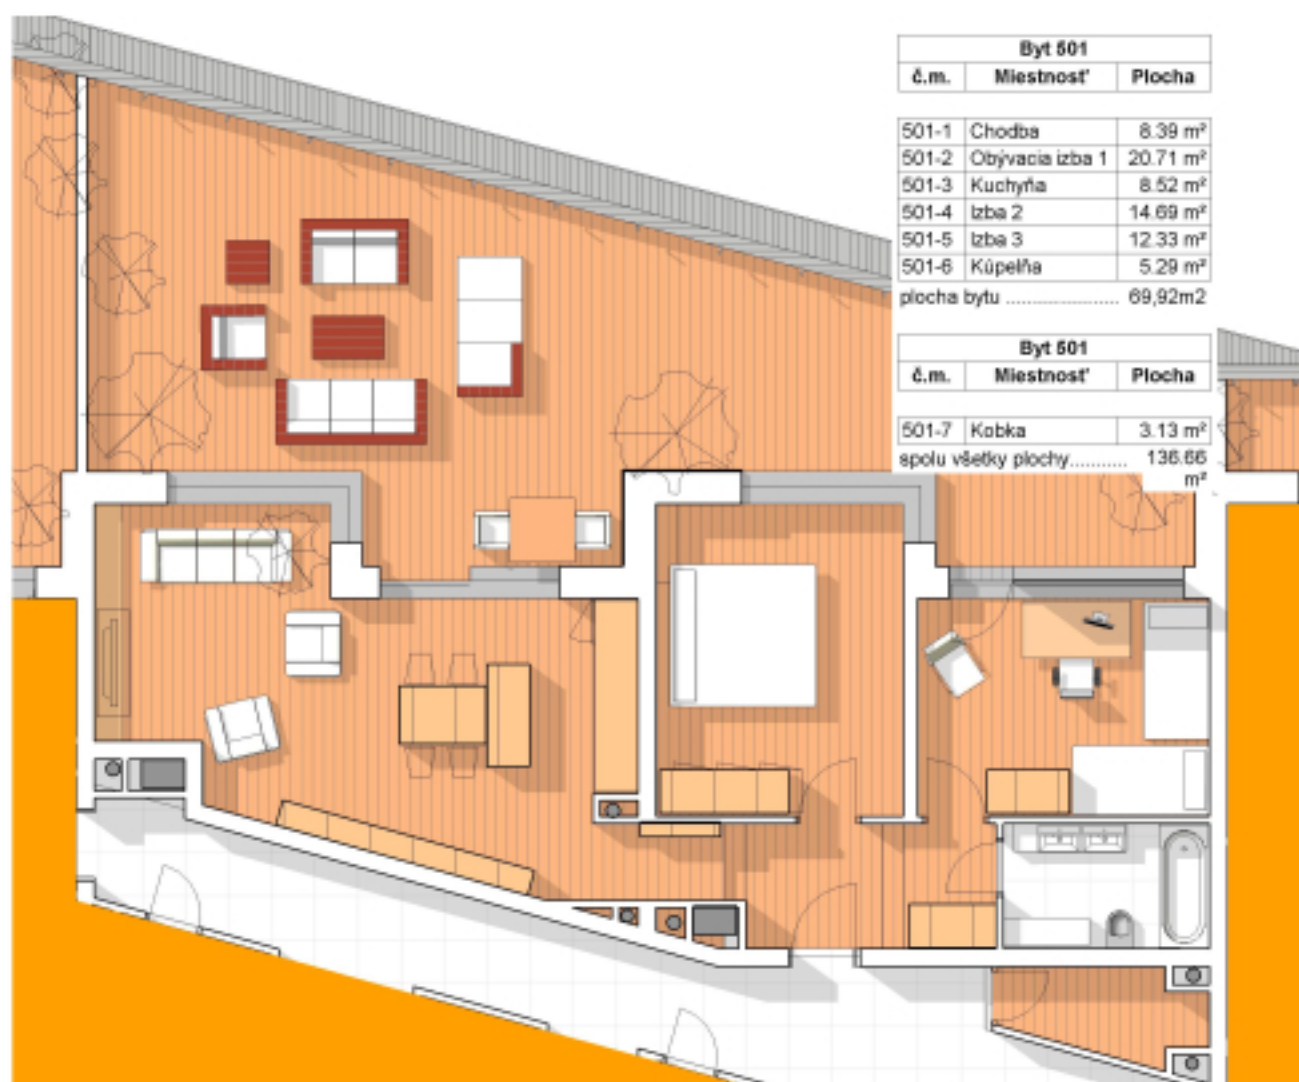 Byt 501
č.m. Miestnosť Plocha
501-1 Chodba 8.39 m²
501-2 Obývacia izba 1 20.71 m²
501-3 Kuchyňa 8.52 m²
501-4 Izba 2 14.69 m²
501-5 Izba 3 12.33 m²
501-6 Kúpelňa 5.29 m²
plocha bytu ..................... 69,92m2
Byt 501
č.m. Miestnosť Plocha
501-7 Kobka 3.13 m²
spolu všetky plochy........... 136.66
m²